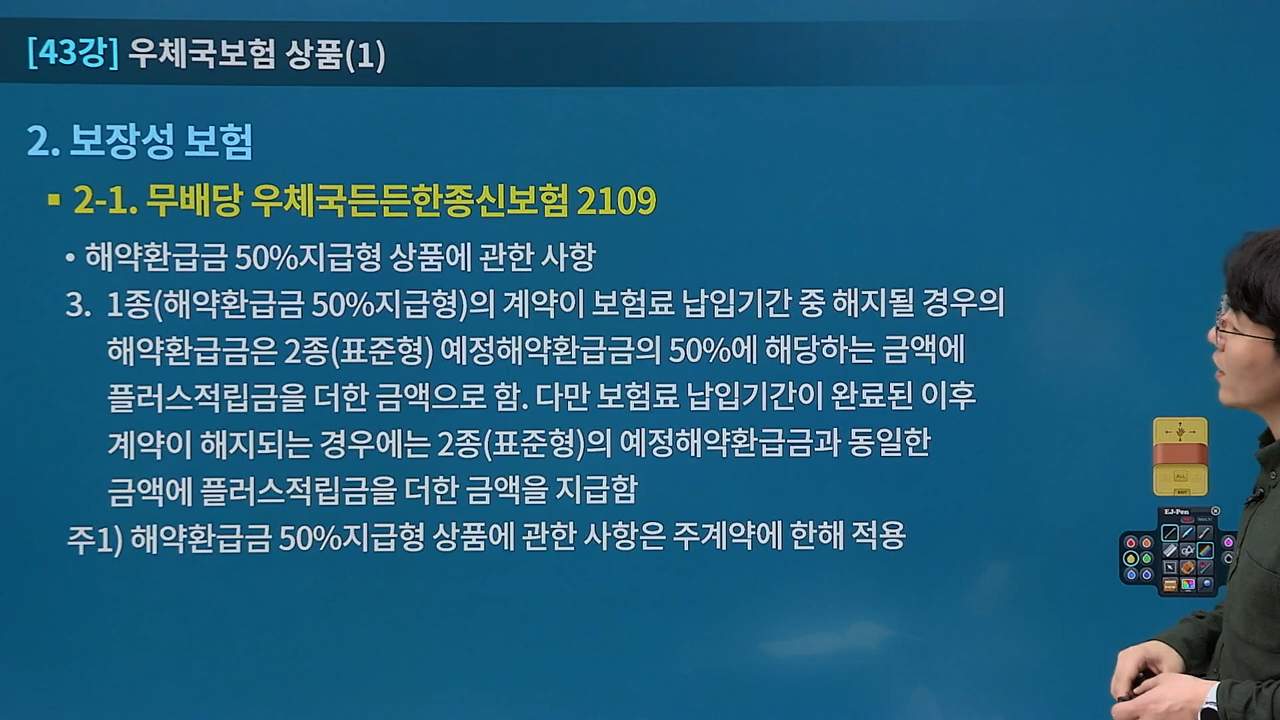 [43강] 우체국보험 상품(1)
2. 보장성 보험
▪ 2-1. 무배당 우체국든든한종신보험 2109
• 해약환급금 50%지급형 상품에 관한 사항
3. 1종(해약환급금 50%지급형)의 계약이 보험료 납입기간 중 해지될 경우의
해약환급금은 2종(표준형) 예정해약환급금의 50%에 해당하는 금액에
플러스적립금을 더한 금액으로 함. 다만 보험료 납입기간이 완료된 이후
계약이 해지되는 경우에는 2종(표준형)의 예정해약환급금과 동일한
금액에 플러스적립금을 더한 금액을 지급함
주1) 해약환급금 50%지급형 상품에 관한 사항은 주계약에 한해 적용
ALL
EXIT
EJ-Pen